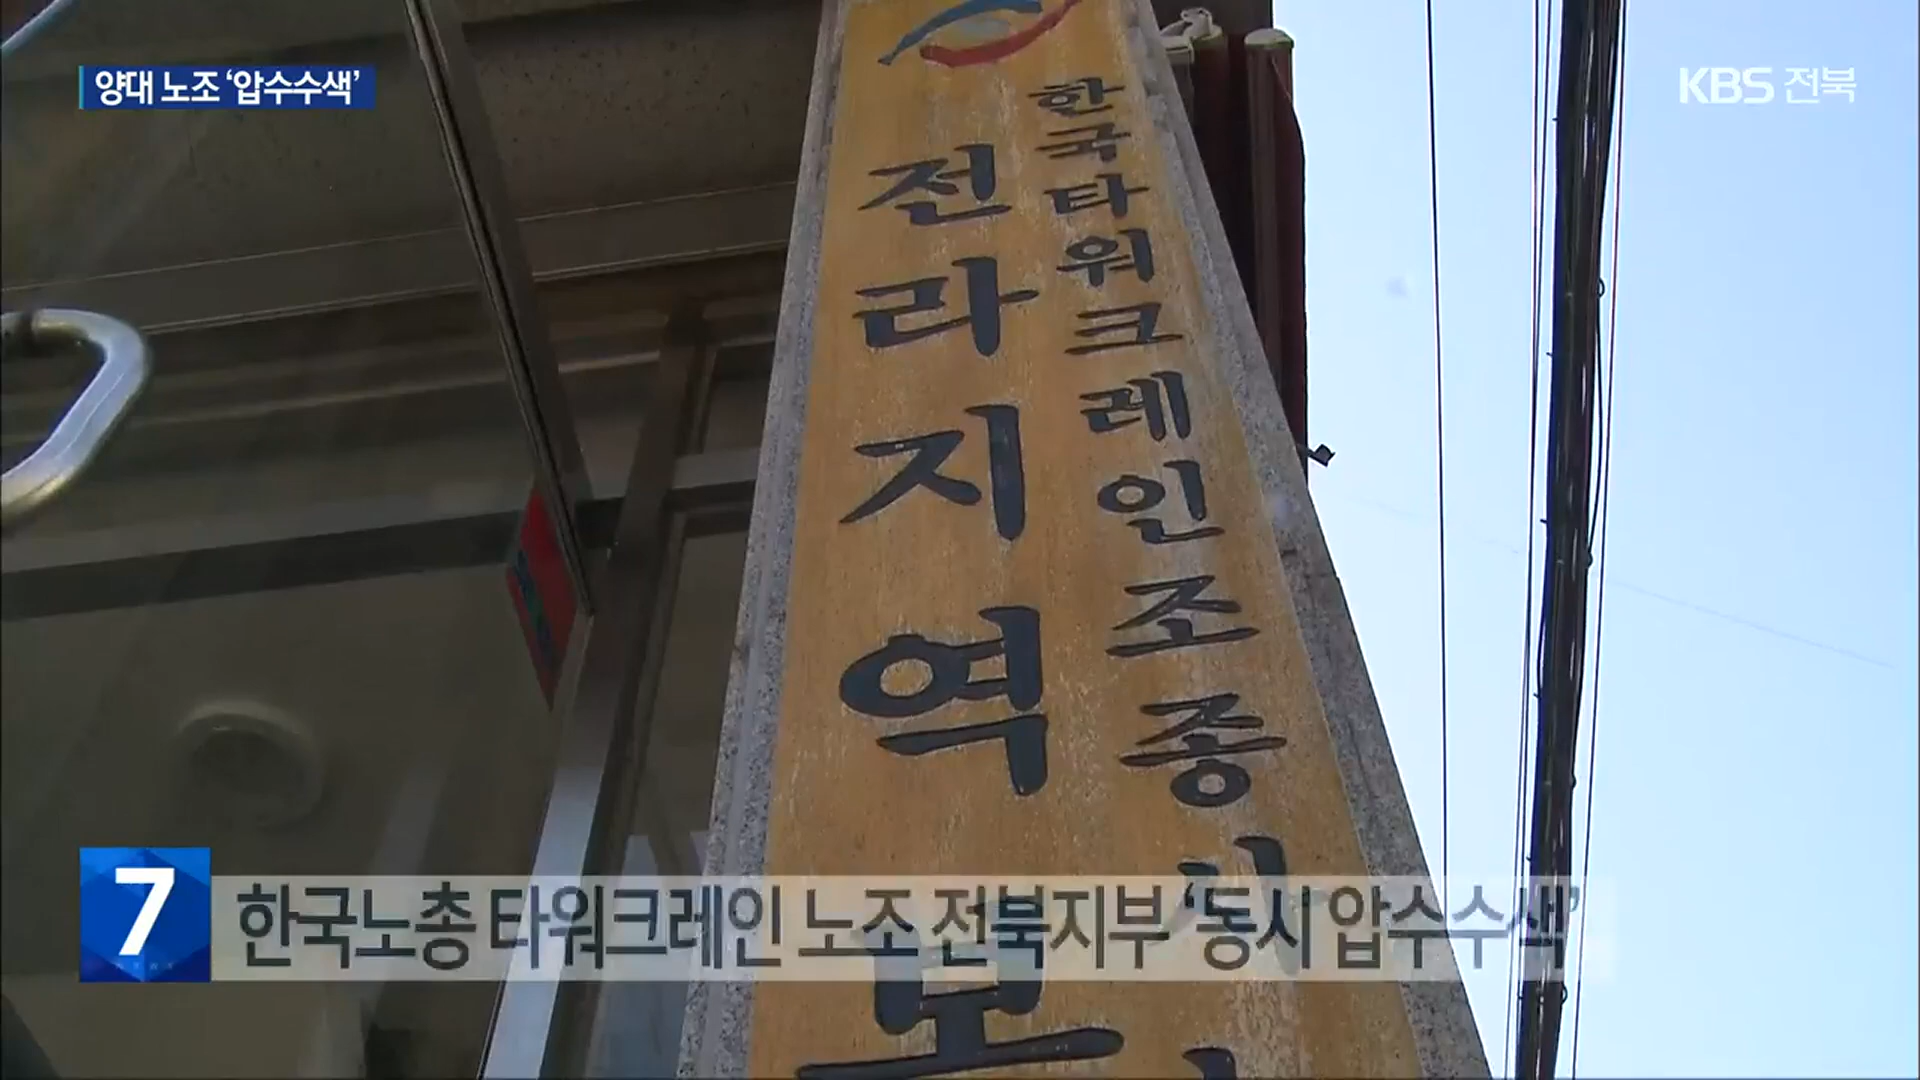 양대 노조 ‘압수수색’
KBS 전북
한국타워크레인조종사
전라지역본
7
한국노총 타워크레인 노조 전북지부 ‘동시 압수수색’